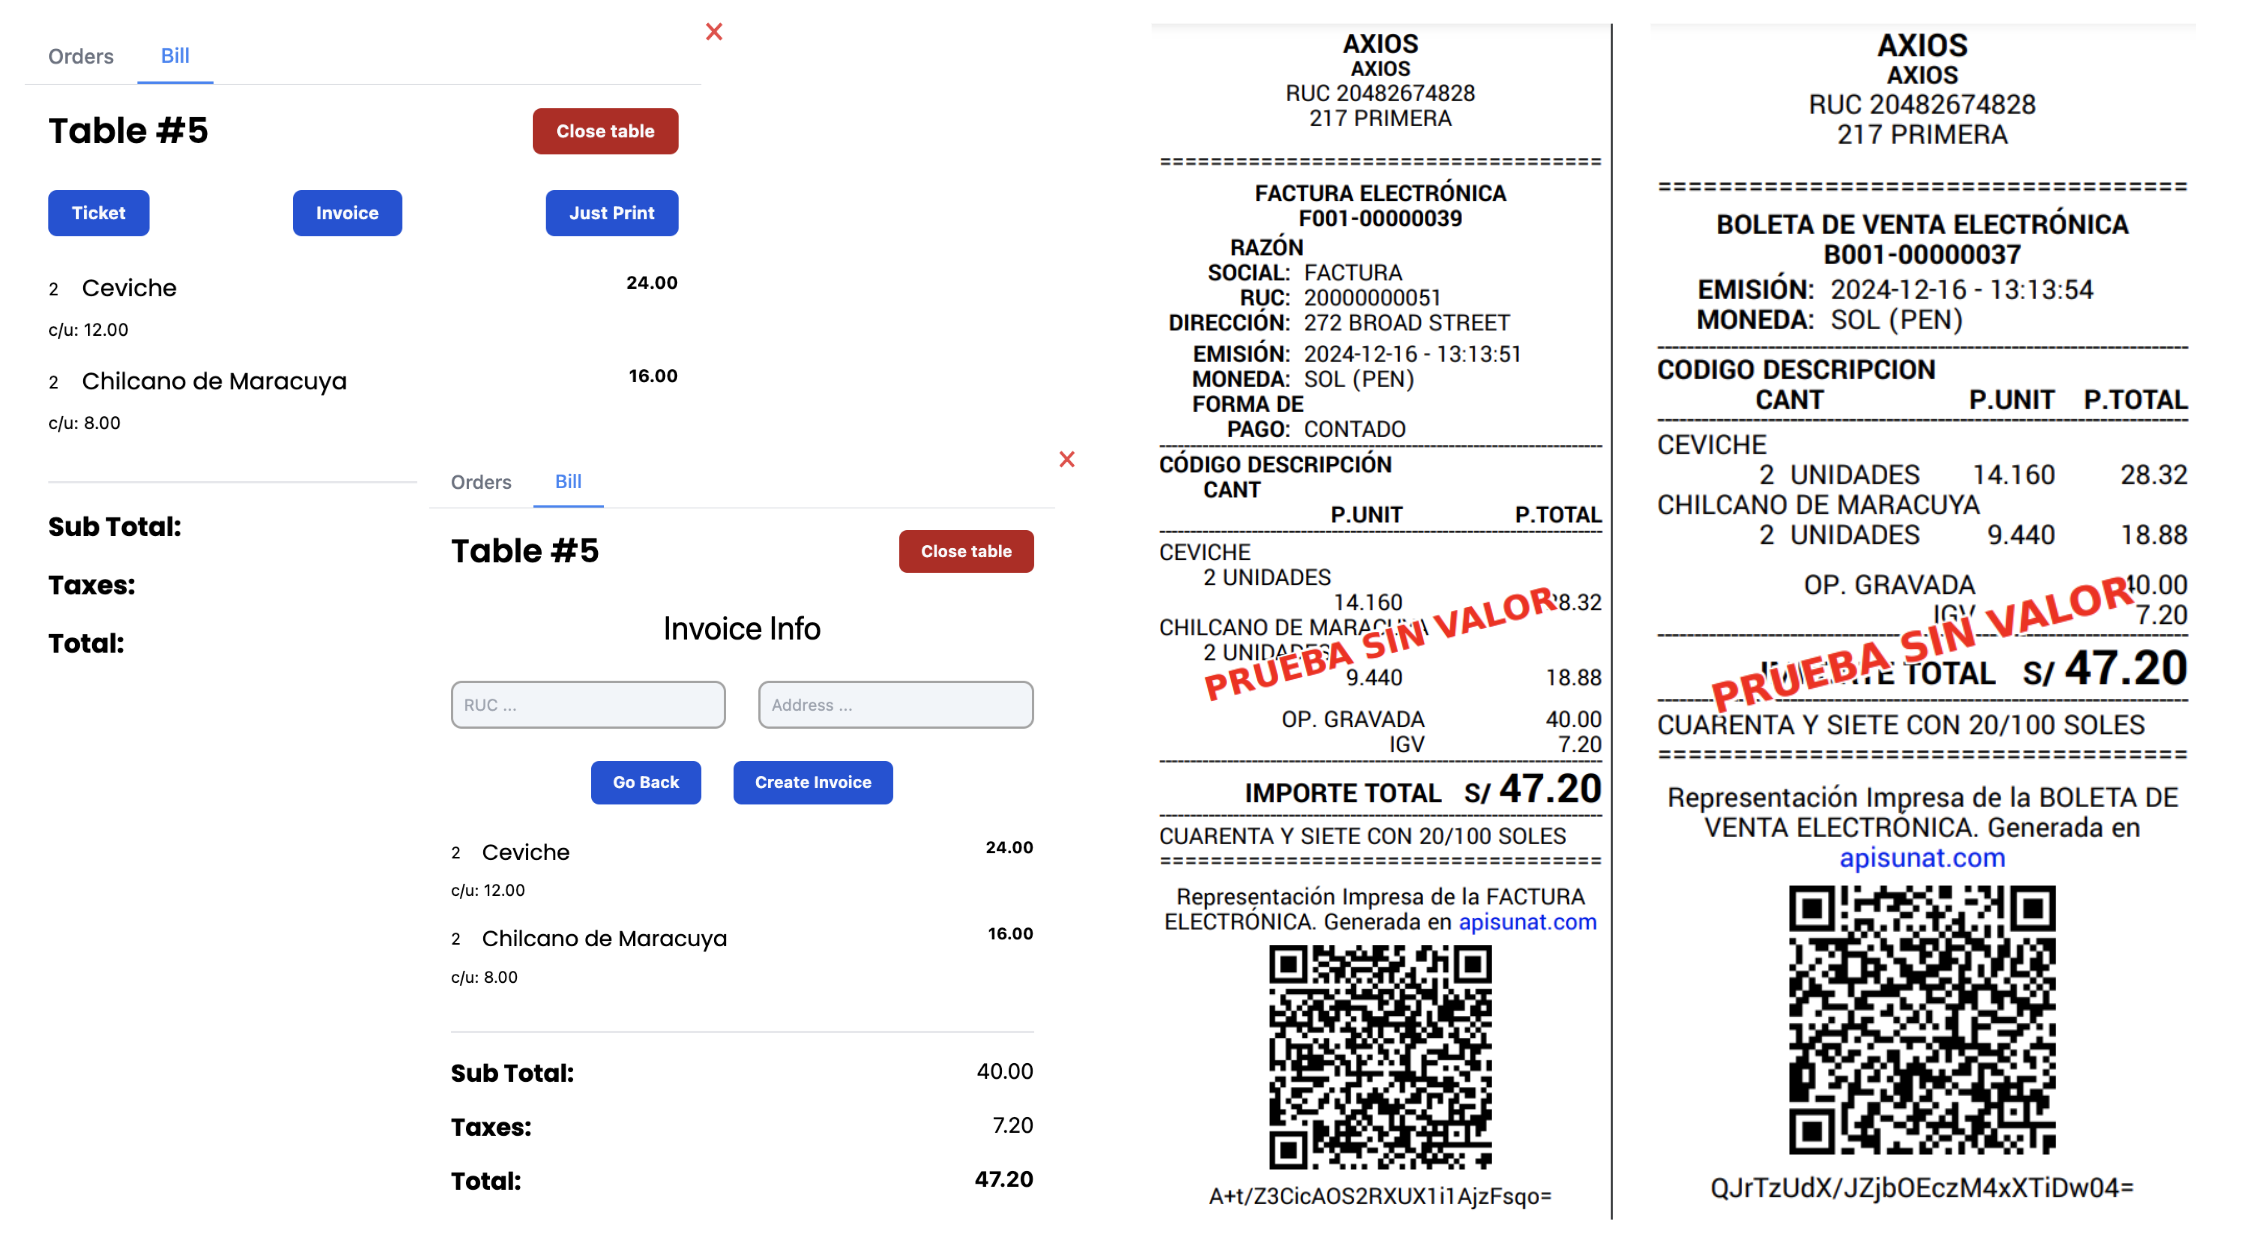 Orders Bill
Table #5 Close table
Ticket Invoice Just Print
2 Ceviche 24.00
c/u: 12.00
2 Chilcano de Maracuya 16.00
c/u: 8.00
Sub Total:
Taxes:
Total:
Orders Bill
Table #5 Close table
Invoice Info
RUC ... Address ...
Go Back Create Invoice
2 Ceviche 24.00
c/u: 12.00
2 Chilcano de Maracuya 16.00
c/u: 8.00
Sub Total: 40.00
Taxes: 7.20
Total: 47.20
AXIOS
AXIOS
RUC 20482674828
217 PRIMERA
==================================
FACTURA ELECTRÓNICA
F001-00000039
RAZÓN
SOCIAL: FACTURA
RUC: 20000000051
DIRECCIÓN: 272 BROAD STREET
EMISIÓN: 2024-12-16 - 13:13:51
MONEDA: SOL (PEN)
FORMA DE
PAGO: CONTADO
CÓDIGO DESCRIPCIÓN
CANT
P.UNIT P.TOTAL
CEVICHE
2 UNIDADES
14.160 28.32
CHILCANO DE MARACUYA
2 UNIDADES
9.440 18.88
PRUEBA SIN VALOR
OP. GRAVADA 40.00
IGV 7.20
IMPORTE TOTAL S/ 47.20
CUARENTA Y SIETE CON 20/100 SOLES
==================================
Representación Impresa de la FACTURA
ELECTRÓNICA. Generada en apisunat.com
A+t/Z3CicAOS2RXUX1i1AjzFsqo=
AXIOS
AXIOS
RUC 20482674828
217 PRIMERA
==================================
BOLETA DE VENTA ELECTRÓNICA
B001-00000037
EMISIÓN: 2024-12-16 - 13:13:54
MONEDA: SOL (PEN)
CODIGO DESCRIPCION
CANT P.UNIT P.TOTAL
CEVICHE
2 UNIDADES 14.160 28.32
CHILCANO DE MARACUYA
2 UNIDADES 9.440 18.88
OP. GRAVADA 40.00
IGV 7.20
PRUEBA SIN VALOR
IMPORTE TOTAL S/ 47.20
CUARENTA Y SIETE CON 20/100 SOLES
==================================
Representación Impresa de la BOLETA DE
VENTA ELECTRÓNICA. Generada en
apisunat.com
QJrTzUdX/JZjbOEczM4xXTiDw04=